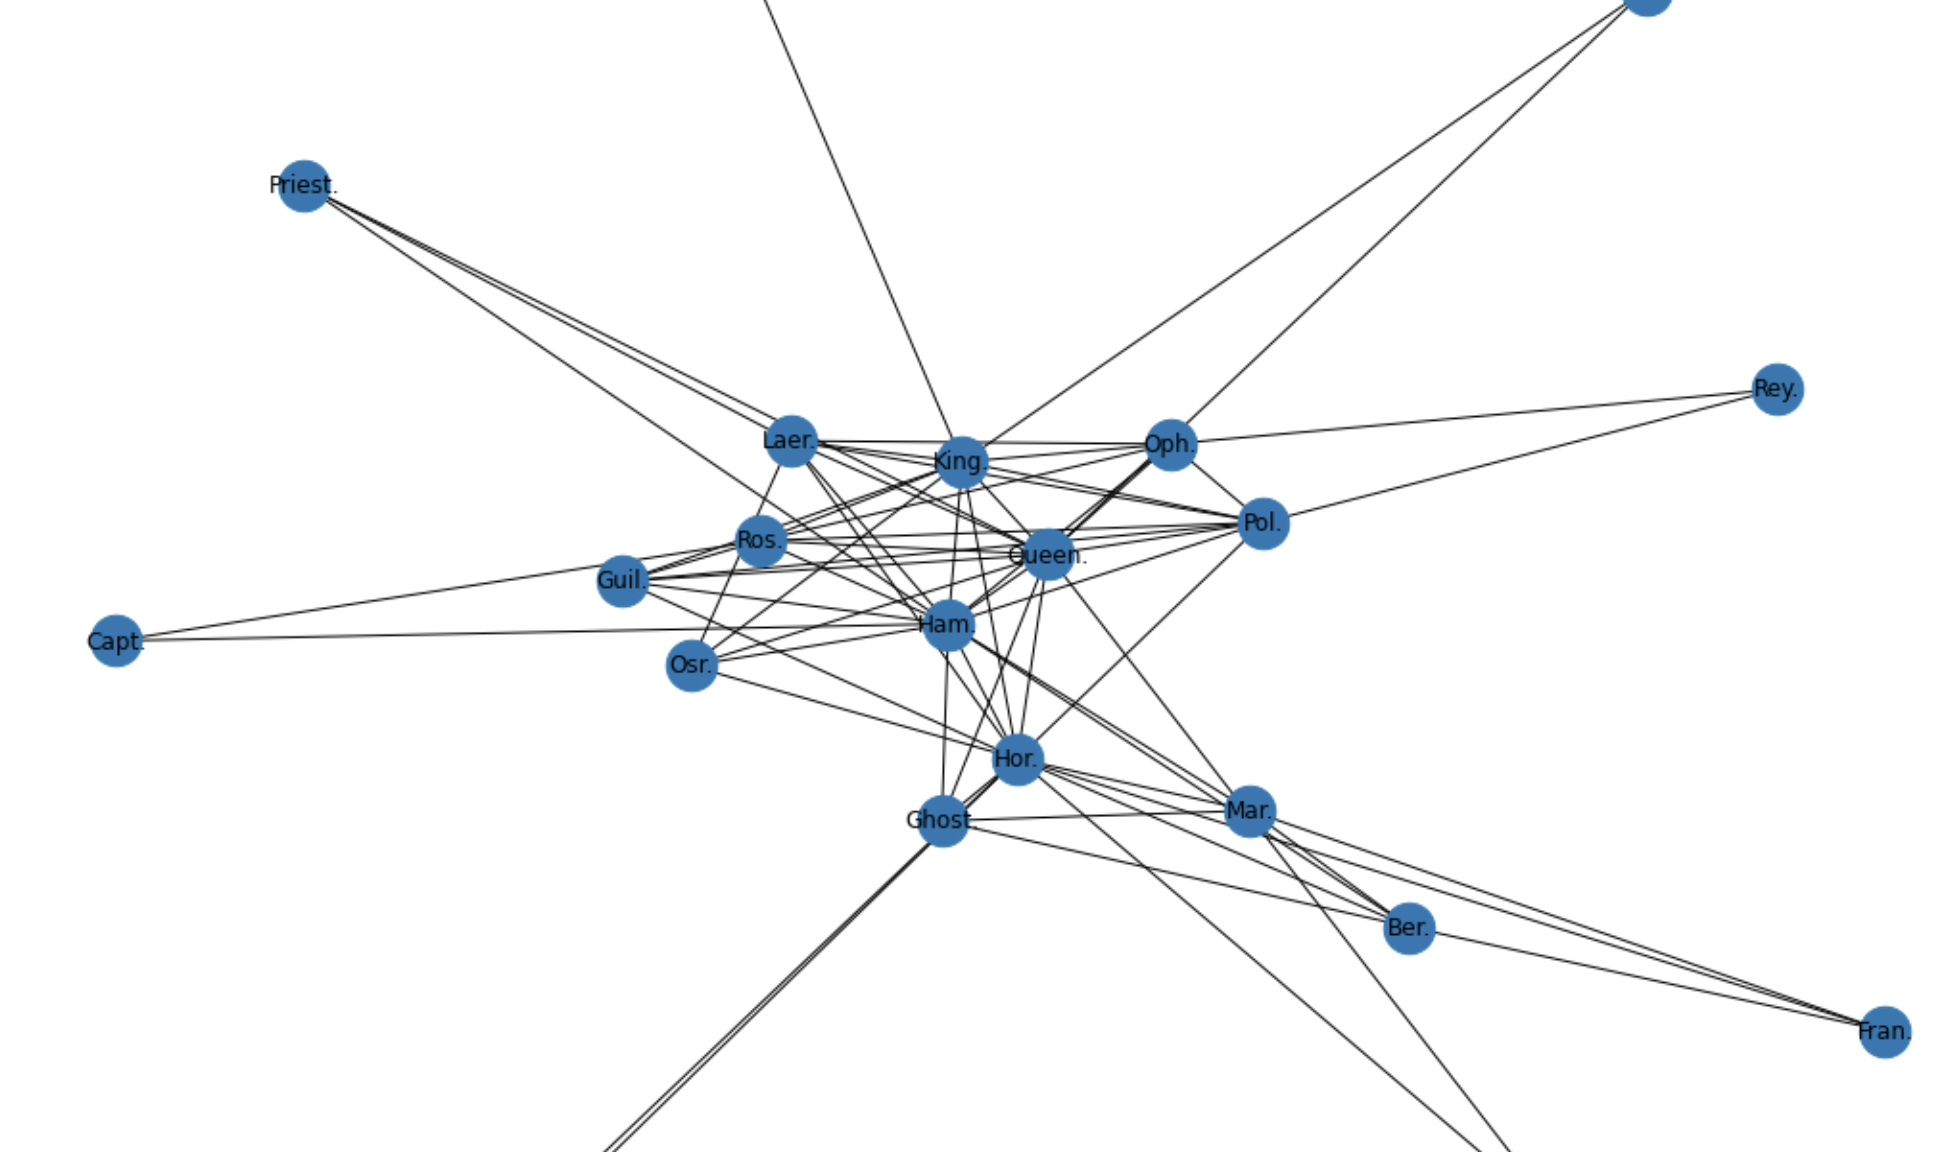 Priest.
Rey.
Laer.
King.
Oph.
Pol.
Ros.
Queen.
Guil.
Ham.
Capt.
Osr.
Hor.
Mar.
Ghost
Ber.
Fran.